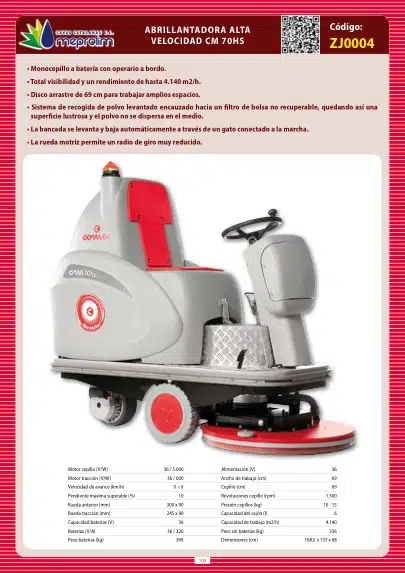 CAYAS CATALANAS S.L.
meprolim
ABRILLANTADORA ALTA
VELOCIDAD CM 70HS
Código:
ZJ0004
• Monocepillo a batería con operario a bordo.
• Total visibilidad y un rendimiento de hasta 4.140 m2/h.
• Disco arrastre de 69 cm para trabajar amplios espacios.
• Sistema de recogida de polvo levantado encauzado hacia un filtro de bolsa no recuperable, quedando así una
superficie lustrosa y el polvo no se dispersa en el medio.
• La bancada se levanta y baja automáticamente a través de un gato conectado a la marcha.
• La rueda motriz permite un radio de giro muy reducido.
COMAC
CM70hs
Motor cepillo (V/W) 36 / 5.000
Motor tracción (V/W) 36 / 600
Velocidad de avance (km/h) 0 ÷ 6
Pendiente máxima superable (%) 10
Rueda anterior (mm) 300 x 90
Rueda tracción (mm) 245 x 90
Capacidad baterías (V) 36
Baterías (V/A) 36 / 320
Peso baterías (kg) 306
Alimentación (V) 36
Ancho de trabajo (cm) 69
Cepillo (cm) 69
Revoluciones cepillo (rpm) 1.300
Presión cepillos (kg) 10 - 15
Capacidad del cajón (l) 6
Capacidad de trabajo (m2/h) 4.140
Peso sin baterías (kg) 336
Dimensiones (cm) 168,5 x 137 x 68
109